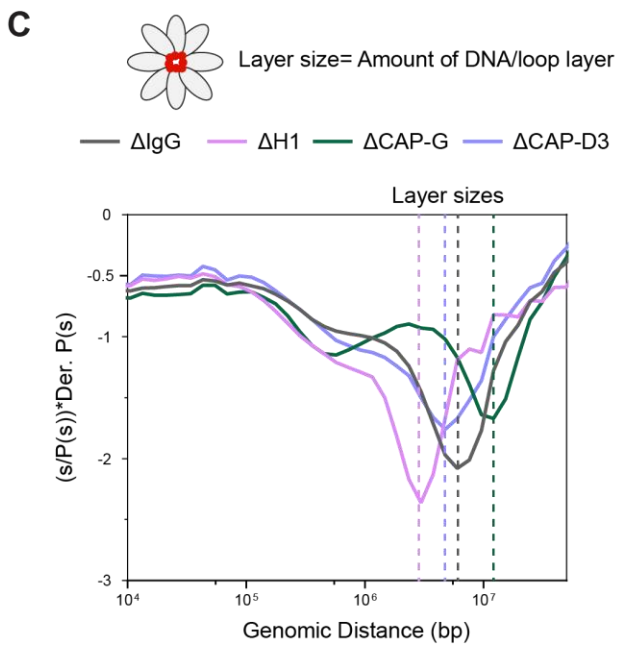 C
Layer size= Amount of DNA/loop layer
ΔIgG ΔH1 ΔCAP-G ΔCAP-D3
Layer sizes
0
-0.5
-1
-2
-3
(s/P(s))*Der. P(s)
10⁴ 10⁵ 10⁶ 10⁷
Genomic Distance (bp)